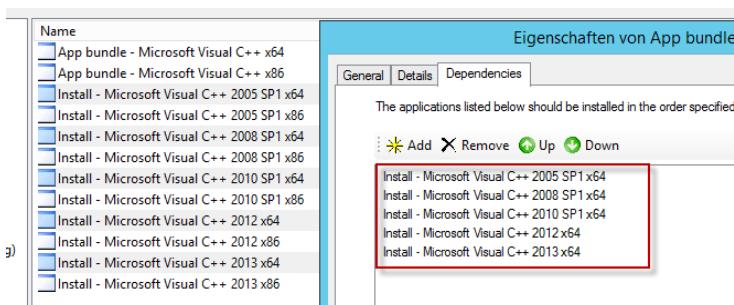 Name
App bundle - Microsoft Visual C++ x64
App bundle - Microsoft Visual C++ x86
Install - Microsoft Visual C++ 2005 SP1 x64
Install - Microsoft Visual C++ 2005 SP1 x86
Install - Microsoft Visual C++ 2008 SP1 x64
Install - Microsoft Visual C++ 2008 SP1 x86
Install - Microsoft Visual C++ 2010 SP1 x64
Install - Microsoft Visual C++ 2010 SP1 x86
Install - Microsoft Visual C++ 2012 x64
Install - Microsoft Visual C++ 2012 x86
Install - Microsoft Visual C++ 2013 x64
Install - Microsoft Visual C++ 2013 x86
g)
Eigenschaften von App bundle
General Details Dependencies
The applications listed below should be installed in the order specified
Add Remove Up Down
Install - Microsoft Visual C++ 2005 SP1 x64
Install - Microsoft Visual C++ 2008 SP1 x64
Install - Microsoft Visual C++ 2010 SP1 x64
Install - Microsoft Visual C++ 2012 x64
Install - Microsoft Visual C++ 2013 x64